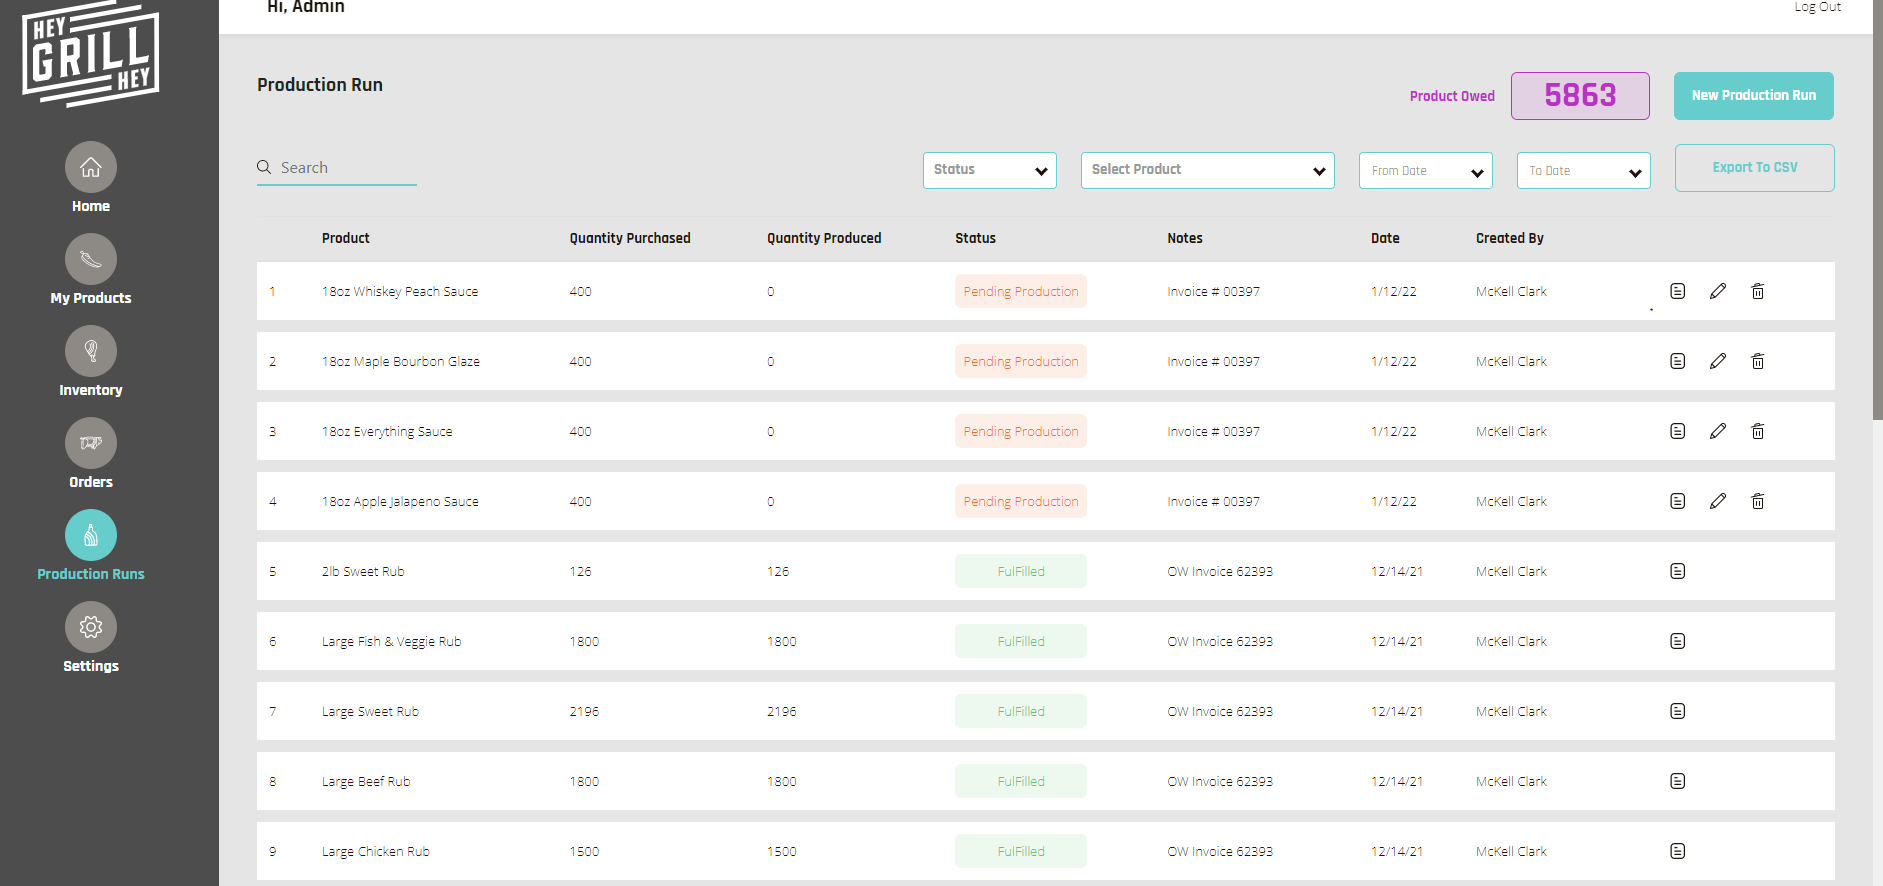 HEY
GRILL
HEY
Hi, Admin
Log Out
Home
My Products
Inventory
Orders
Production Runs
Settings
Production Run
Product Owed
5863
New Production Run
Search
Status
Select Product
From Date
To Date
Export To CSV
Product Quantity Purchased Quantity Produced Status Notes Date Created By
1 18oz Whiskey Peach Sauce 400 0 Pending Production Invoice # 00397 1/12/22 McKell Clark
2 18oz Maple Bourbon Glaze 400 0 Pending Production Invoice # 00397 1/12/22 McKell Clark
3 18oz Everything Sauce 400 0 Pending Production Invoice # 00397 1/12/22 McKell Clark
4 18oz Apple Jalapeno Sauce 400 0 Pending Production Invoice # 00397 1/12/22 McKell Clark
5 2lb Sweet Rub 126 126 FulFilled OW Invoice 62393 12/14/21 McKell Clark
6 Large Fish & Veggie Rub 1800 1800 FulFilled OW Invoice 62393 12/14/21 McKell Clark
7 Large Sweet Rub 2196 2196 FulFilled OW Invoice 62393 12/14/21 McKell Clark
8 Large Beef Rub 1800 1800 FulFilled OW Invoice 62393 12/14/21 McKell Clark
9 Large Chicken Rub 1500 1500 FulFilled OW Invoice 62393 12/14/21 McKell Clark